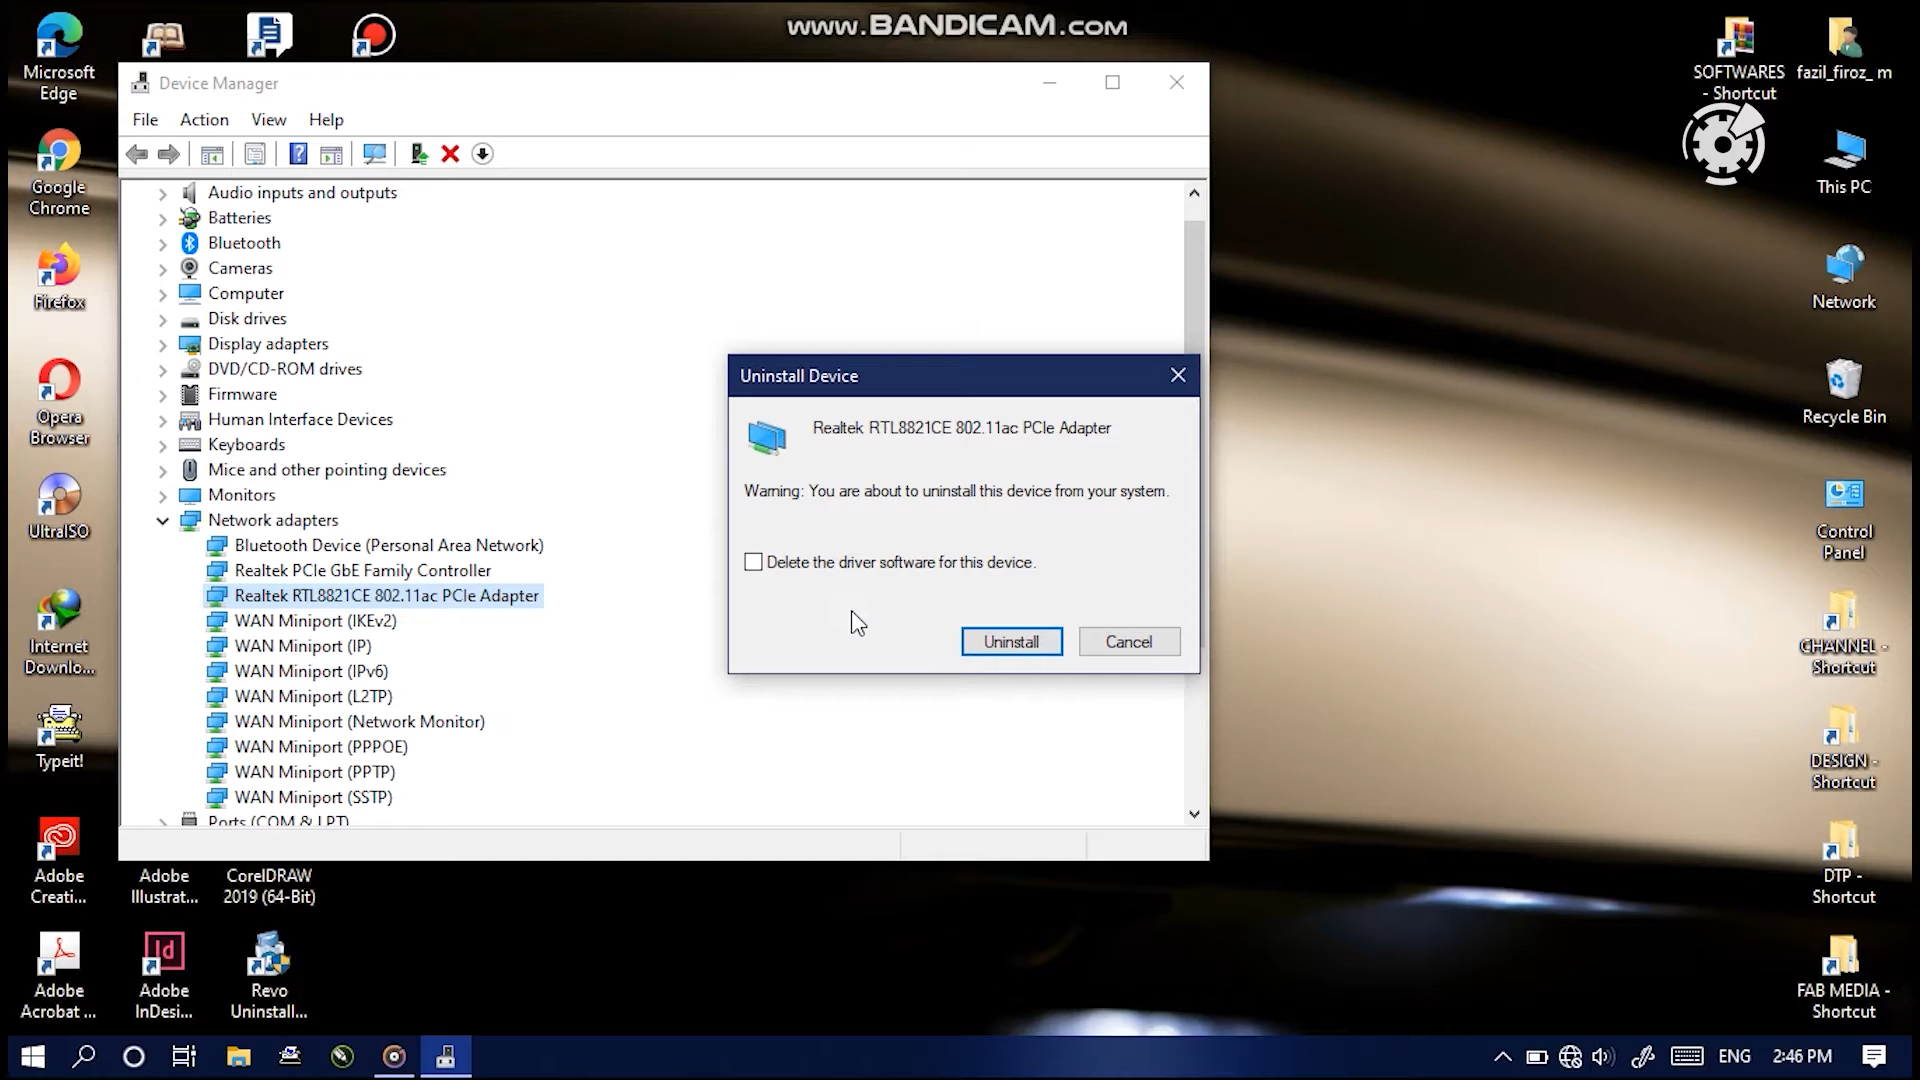 www.BANDICAM.com
Microsoft
Edge
Google
Chrome
Firefox
Opera
Browser
UltraISO
Internet
Downlo...
Typeit!
Adobe
Creati...
Adobe
Illustrat...
CorelDRAW
2019 (64-Bit)
Adobe
Acrobat ...
Adobe
InDesi...
Revo
Uninstall...
Device Manager
File
Action
View
Help
Audio inputs and outputs
Batteries
Bluetooth
Cameras
Computer
Disk drives
Display adapters
DVD/CD-ROM drives
Firmware
Human Interface Devices
Keyboards
Mice and other pointing devices
Monitors
Network adapters
Bluetooth Device (Personal Area Network)
Realtek PCIe GbE Family Controller
Realtek RTL8821CE 802.11ac PCIe Adapter
WAN Miniport (IKEv2)
WAN Miniport (IP)
WAN Miniport (IPv6)
WAN Miniport (L2TP)
WAN Miniport (Network Monitor)
WAN Miniport (PPPOE)
WAN Miniport (PPTP)
WAN Miniport (SSTP)
Ports (COM & LPT)
Uninstall Device
Realtek RTL8821CE 802.11ac PCIe Adapter
Warning: You are about to uninstall this device from your system.
Delete the driver software for this device.
Uninstall
Cancel
SOFTWARES
- Shortcut
fazil_firoz_ m
This PC
Network
Recycle Bin
Control
Panel
CHANNEL -
Shortcut
DESIGN -
Shortcut
DTP -
Shortcut
FAB MEDIA -
Shortcut
ENG
2:46 PM